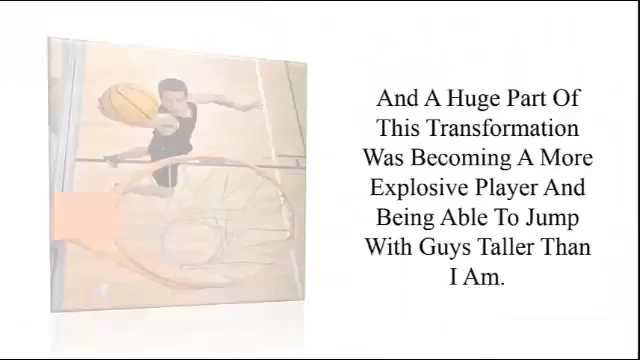 And A Huge Part Of
This Transformation
Was Becoming A More
Explosive Player And
Being Able To Jump
With Guys Taller Than
I Am.